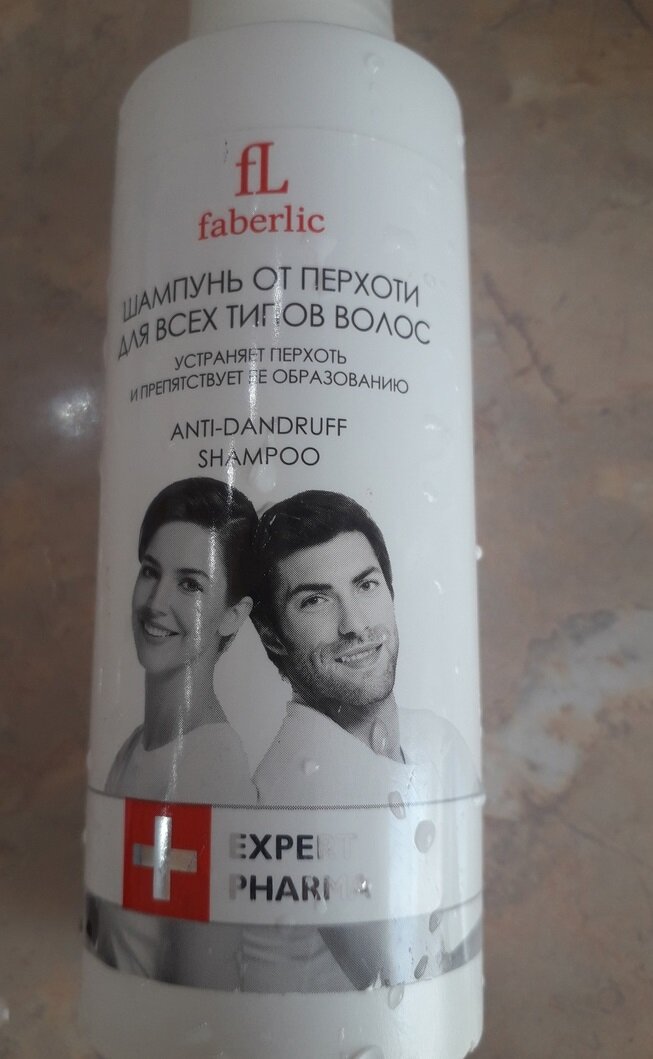 fL
faberlic
ШАМПУНЬ ОТ ПЕРХОТИ
ДЛЯ ВСЕХ ТИПОВ ВОЛОС
УСТРАНЯЕТ ПЕРХОТЬ
И ПРЕПЯТСТВУЕТ ЕЕ ОБРАЗОВАНИЮ
ANTI-DANDRUFF
SHAMPOO
EXPERT
PHARMA